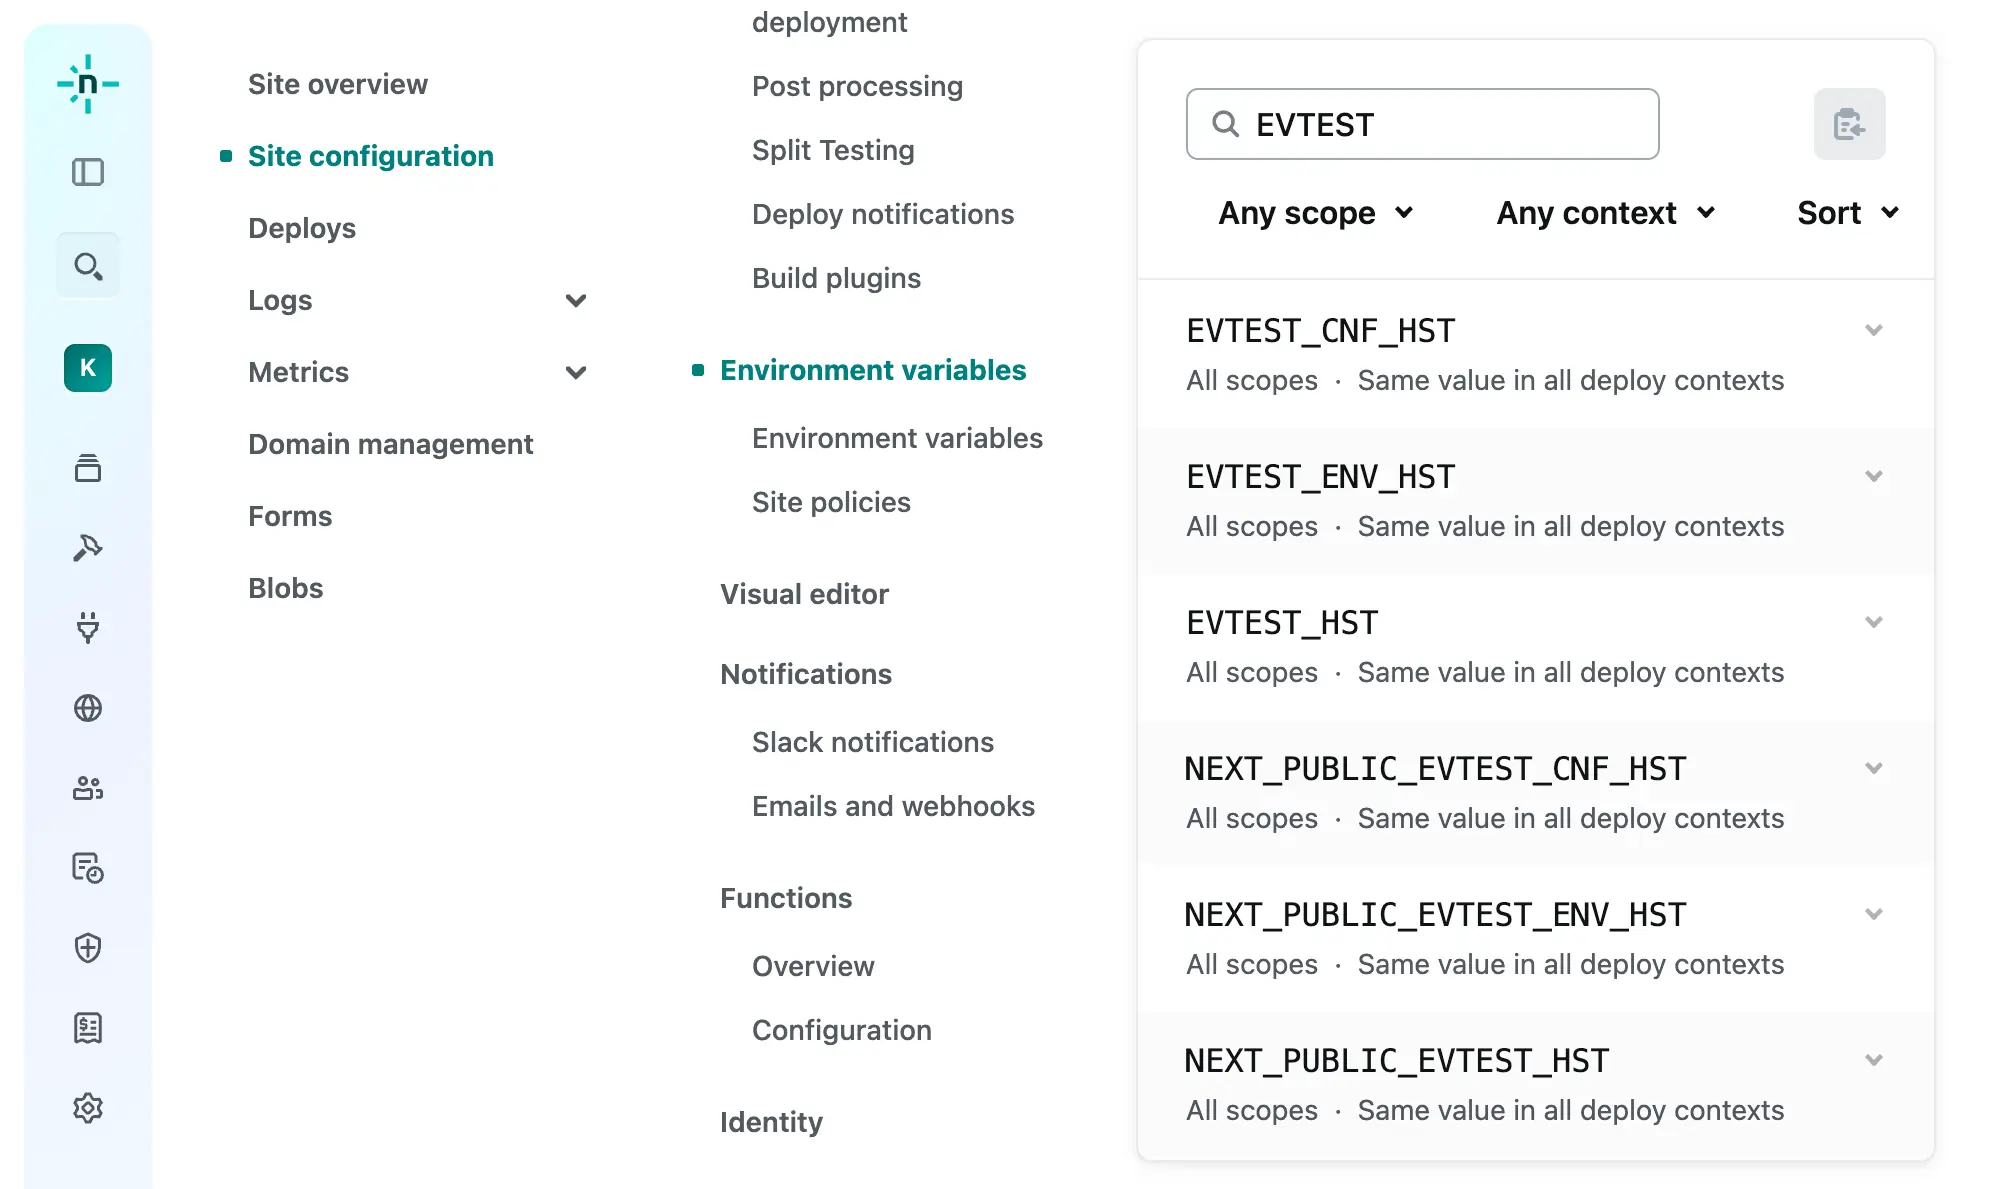 n
K
Site overview
Site configuration
Deploys
Logs
Metrics
Domain management
Forms
Blobs
deployment
Post processing
Split Testing
Deploy notifications
Build plugins
Environment variables
Environment variables
Site policies
Visual editor
Notifications
Slack notifications
Emails and webhooks
Functions
Overview
Configuration
Identity
EVTEST
Any scope
Any context
Sort
EVTEST_CNF_HST
All scopes · Same value in all deploy contexts
EVTEST_ENV_HST
All scopes · Same value in all deploy contexts
EVTEST_HST
All scopes · Same value in all deploy contexts
NEXT_PUBLIC_EVTEST_CNF_HST
All scopes · Same value in all deploy contexts
NEXT_PUBLIC_EVTEST_ENV_HST
All scopes · Same value in all deploy contexts
NEXT_PUBLIC_EVTEST_HST
All scopes · Same value in all deploy contexts